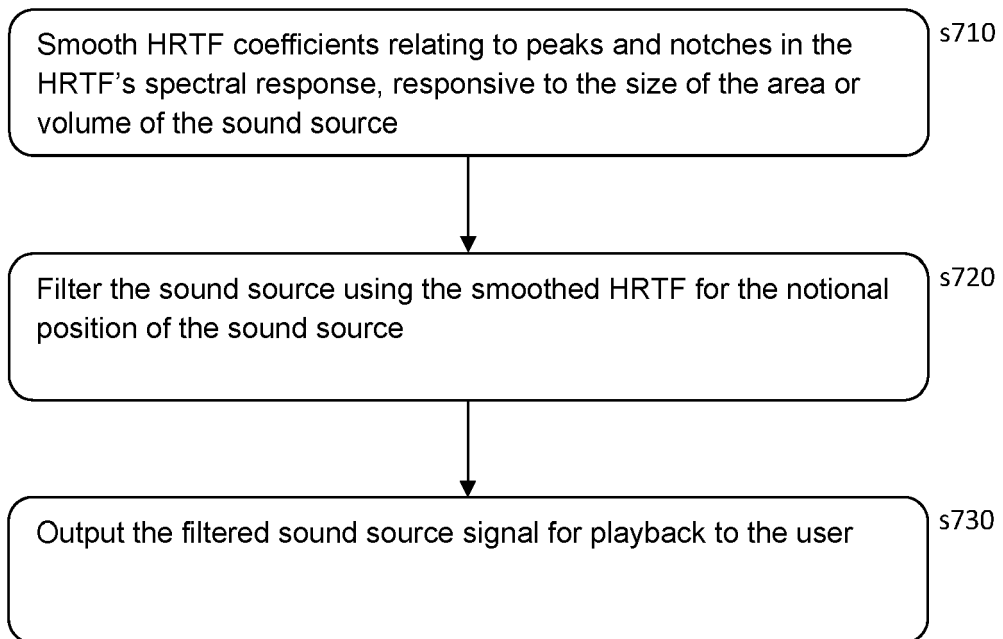 Smooth HRTF coefficients relating to peaks and notches in the
HRTF's spectral response, responsive to the size of the area or
volume of the sound source
s710
Filter the sound source using the smoothed HRTF for the notional
position of the sound source
s720
Output the filtered sound source signal for playback to the user
s730